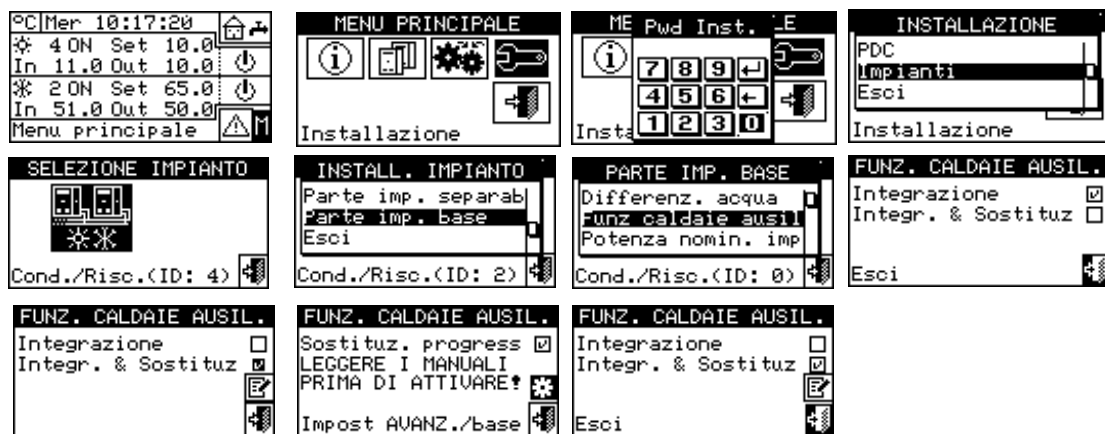 °C Mer 10:17:20
4 ON Set 10.0
In 11.0 Out 10.0
2 ON Set 65.0
In 51.0 Out 50.0
Menu principale M
MENU PRINCIPALE
Installazione
ME Pwd Inst. LE
7 8 9
4 5 6
1 2 3 0
Insta
INSTALLAZIONE
PDC
Impianti
Esci
Installazione
SELEZIONE IMPIANTO
Cond./Risc.(ID: 4)
INSTALL. IMPIANTO
Parte imp. separab
Parte imp. base
Esci
Cond./Risc.(ID: 2)
PARTE IMP. BASE
Differenz. acqua
Funz caldaie ausil
Potenza nomin. imp
Cond./Risc.(ID: 0)
FUNZ. CALDAIE AUSIL.
Integrazione
Integr. & Sostituz
Esci
FUNZ. CALDAIE AUSIL.
Integrazione
Integr. & Sostituz
FUNZ. CALDAIE AUSIL.
Sostituz. progress
LEGGERE I MANUALI
PRIMA DI ATTIVARE!
Impost AVANZ./base
FUNZ. CALDAIE AUSIL.
Integrazione
Integr. & Sostituz
Esci